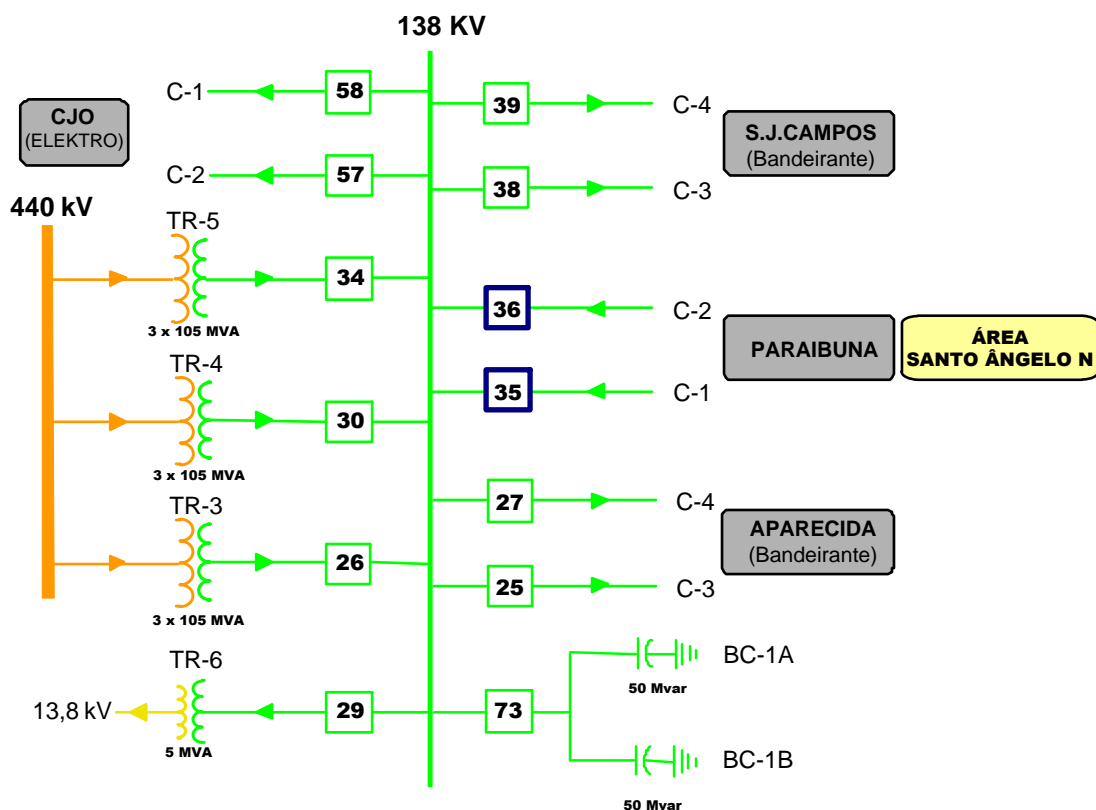 138 KV
C-1
58
39
C-4
CJO
(ELEKTRO)
S.J.CAMPOS
(Bandeirante)
C-2
57
38
C-3
440 kV
TR-5
34
3 x 105 MVA
36
C-2
PARAIBUNA
ÁREA
SANTO ÂNGELO N
TR-4
35
C-1
30
3 x 105 MVA
TR-3
27
C-4
APARECIDA
(Bandeirante)
26
25
C-3
3 x 105 MVA
TR-6
BC-1A
50 Mvar
13,8 kV
29
73
5 MVA
BC-1B
50 Mvar